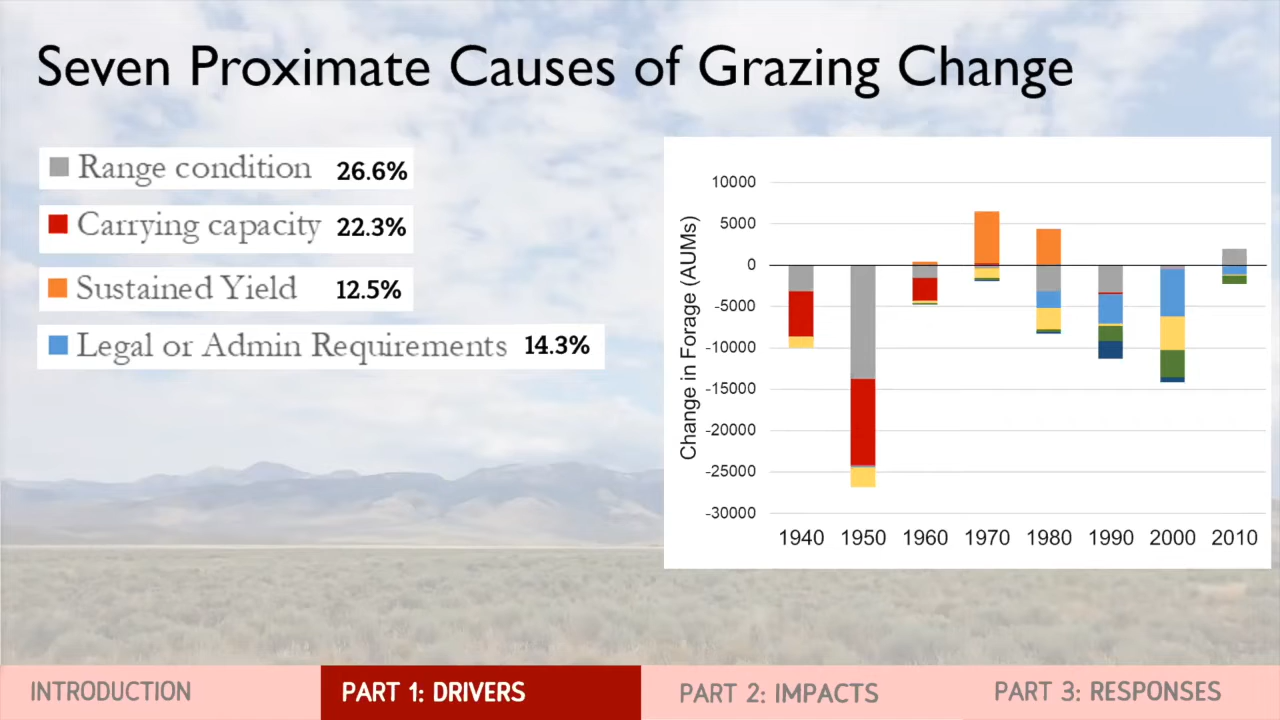 Seven Proximate Causes of Grazing Change
Range condition 26.6%
Carrying capacity 22.3%
Sustained Yield 12.5%
Legal or Admin Requirements 14.3%
Change in Forage (AUMs)
10000
5000
0
-5000
-10000
-15000
-20000
-25000
-30000
1940 1950 1960 1970 1980 1990 2000 2010
INTRODUCTION PART 1: DRIVERS PART 2: IMPACTS PART 3: RESPONSES